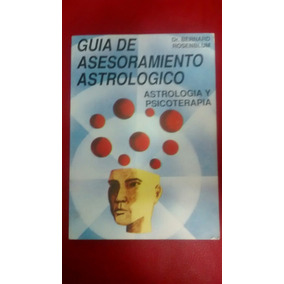 GUIA DE
ASESORAMIENTO
ASTROLOGICO
Dr. BERNARD
ROSENBLUM
ASTROLOGIA Y
PSICOTERAPIA